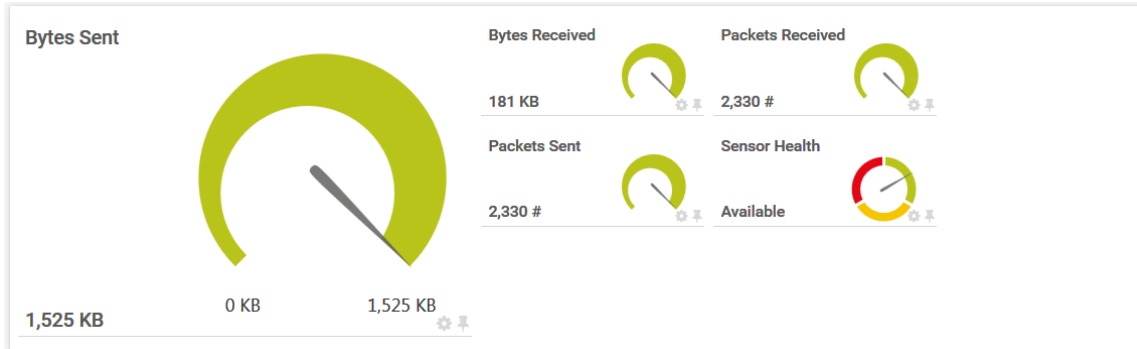 Bytes Sent
0 KB
1,525 KB
1,525 KB
Bytes Received
181 KB
Packets Received
2,330 #
Packets Sent
2,330 #
Sensor Health
Available